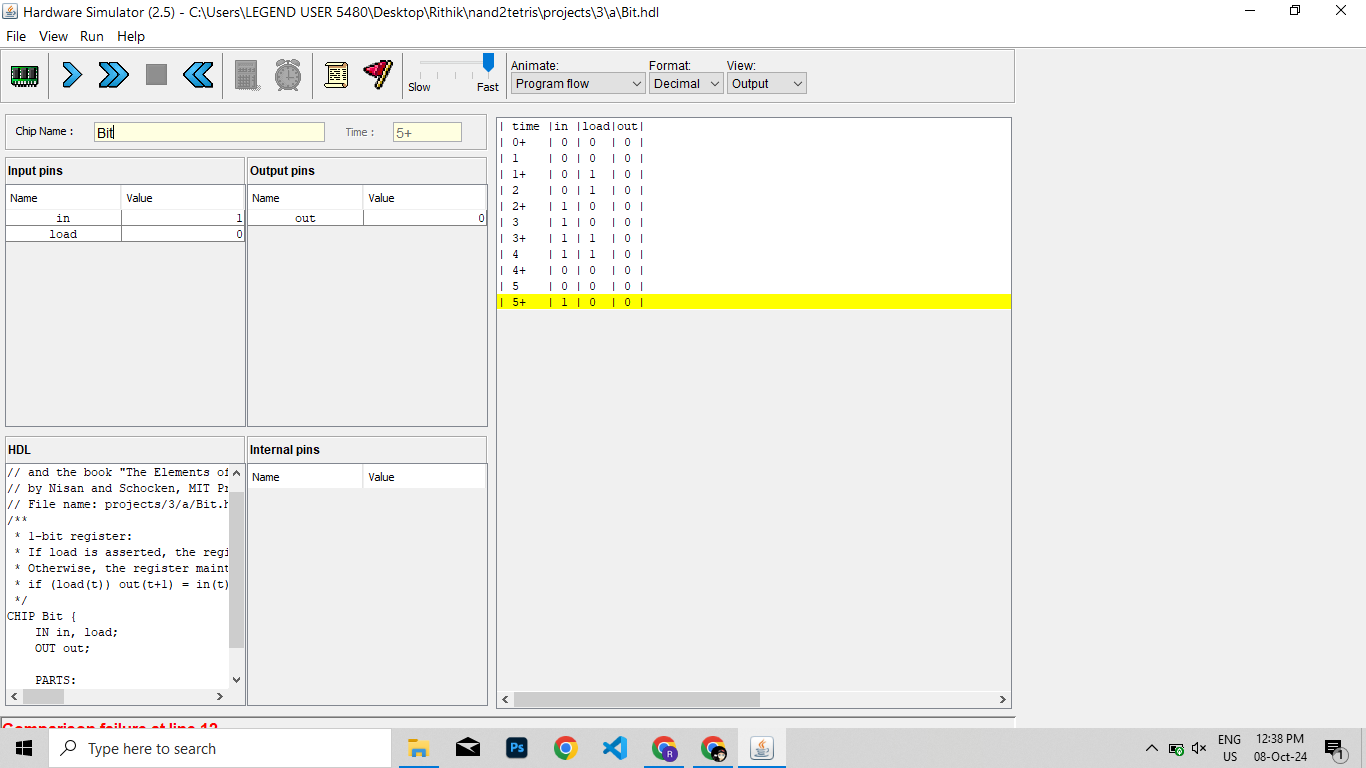 Hardware Simulator (2.5) - C:\Users\LEGEND USER 5480\Desktop\Rithik\nand2tetris\projects\3\a\Bit.hdl
File View Run Help
Slow Fast
Animate: Format: View:
Program flow Decimal Output
Chip Name : Bit Time : 5+
Input pins
Name Value
in 1
load 0
Output pins
Name Value
out 0
HDL
// and the book "The Elements of
// by Nisan and Schocken, MIT Pr
// File name: projects/3/a/Bit.h
/**
* 1-bit register:
* If load is asserted, the regi
* Otherwise, the register maint
* if (load(t)) out(t+1) = in(t)
*/
CHIP Bit {
IN in, load;
OUT out;
PARTS:
Internal pins
Name Value
| time |in |load|out|
| 0+ | 0 | 0 | 0 |
| 1 | 0 | 0 | 0 |
| 1+ | 0 | 1 | 0 |
| 2 | 0 | 1 | 0 |
| 2+ | 1 | 0 | 0 |
| 3 | 1 | 0 | 0 |
| 3+ | 1 | 1 | 0 |
| 4 | 1 | 1 | 0 |
| 4+ | 0 | 0 | 0 |
| 5 | 0 | 0 | 0 |
| 5+ | 1 | 0 | 0 |
Comparison failure at line 12
Type here to search
Ps
R
ENG
US
12:38 PM
08-Oct-24
1